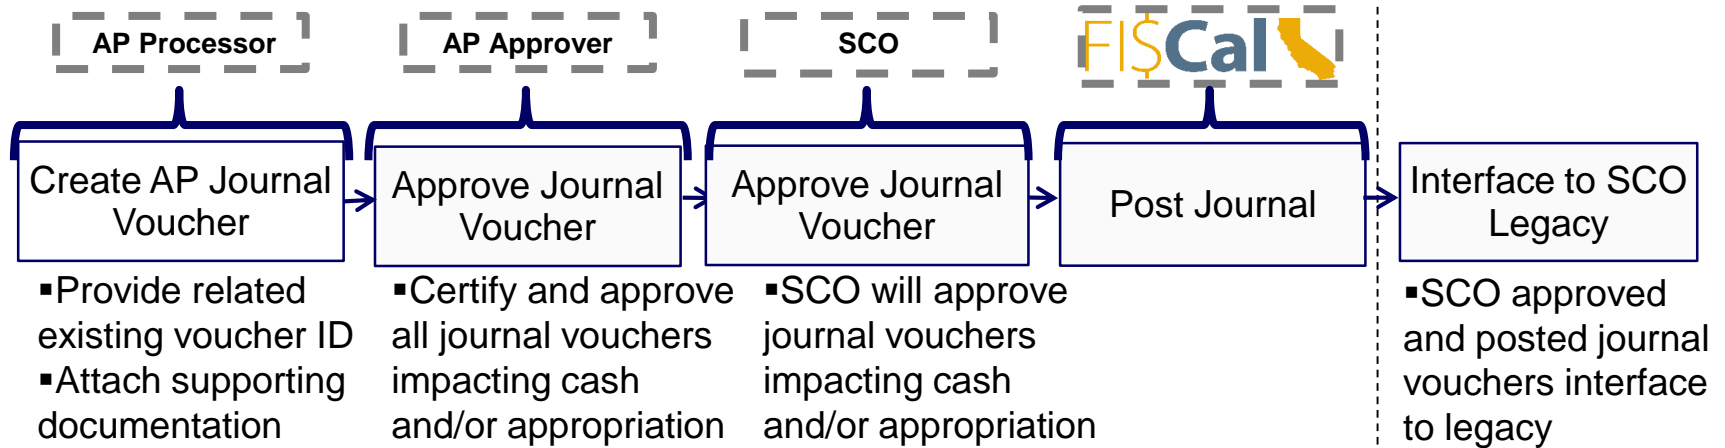 AP Processor
AP Approver
SCO
FI$Cal
Create AP Journal
Voucher
Approve Journal
Voucher
Approve Journal
Voucher
Post Journal
Interface to SCO
Legacy
▪Provide related
existing voucher ID
▪Attach supporting
documentation
▪Certify and approve
all journal vouchers
impacting cash
and/or appropriation
▪SCO will approve
journal vouchers
impacting cash
and/or appropriation
▪SCO approved
and posted journal
vouchers interface
to legacy